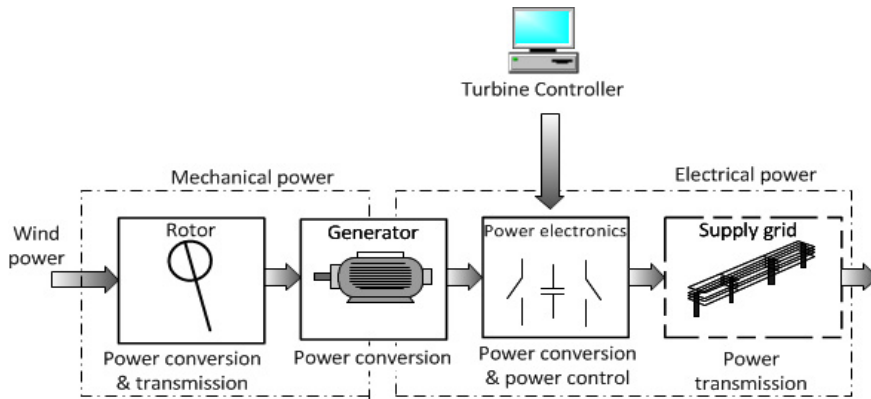 Turbine Controller
Mechanical power
Electrical power
Wind
power
Rotor
Generator
Power electronics
Supply grid
Power conversion
& transmission
Power conversion
Power conversion
& power control
Power
transmission